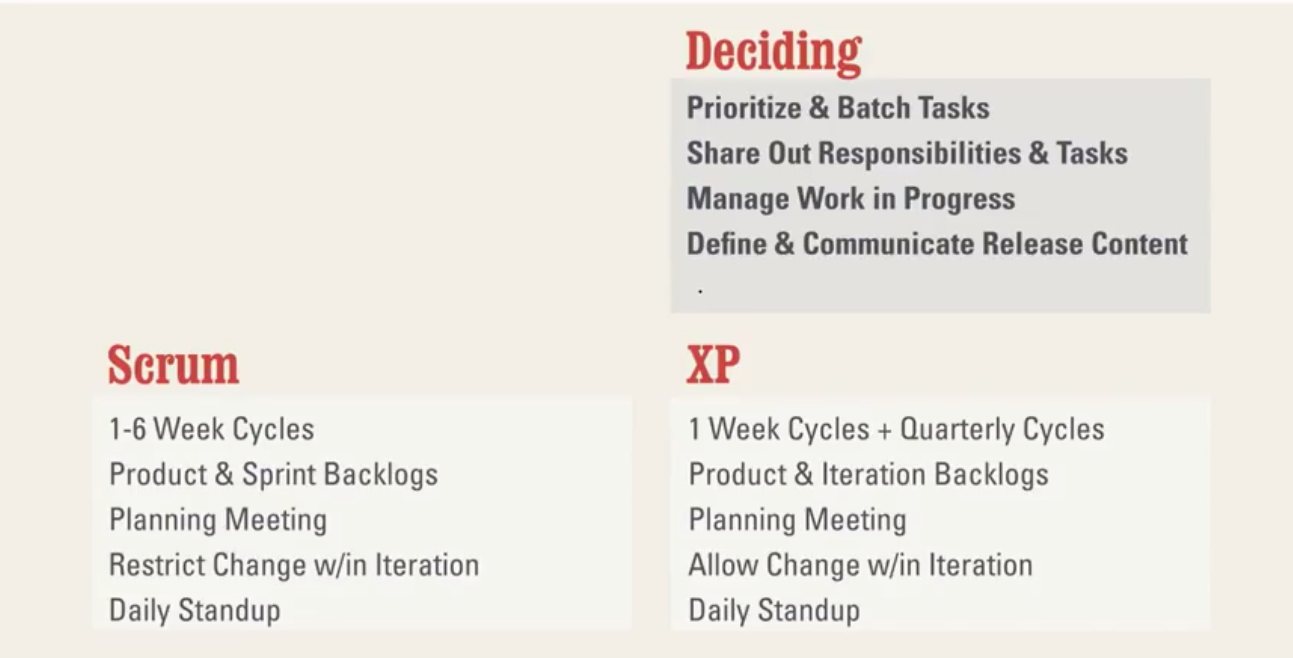 Deciding
Prioritize & Batch Tasks
Share Out Responsibilities & Tasks
Manage Work in Progress
Define & Communicate Release Content
.
Scrum
1-6 Week Cycles
Product & Sprint Backlogs
Planning Meeting
Restrict Change w/in Iteration
Daily Standup
XP
1 Week Cycles + Quarterly Cycles
Product & Iteration Backlogs
Planning Meeting
Allow Change w/in Iteration
Daily Standup